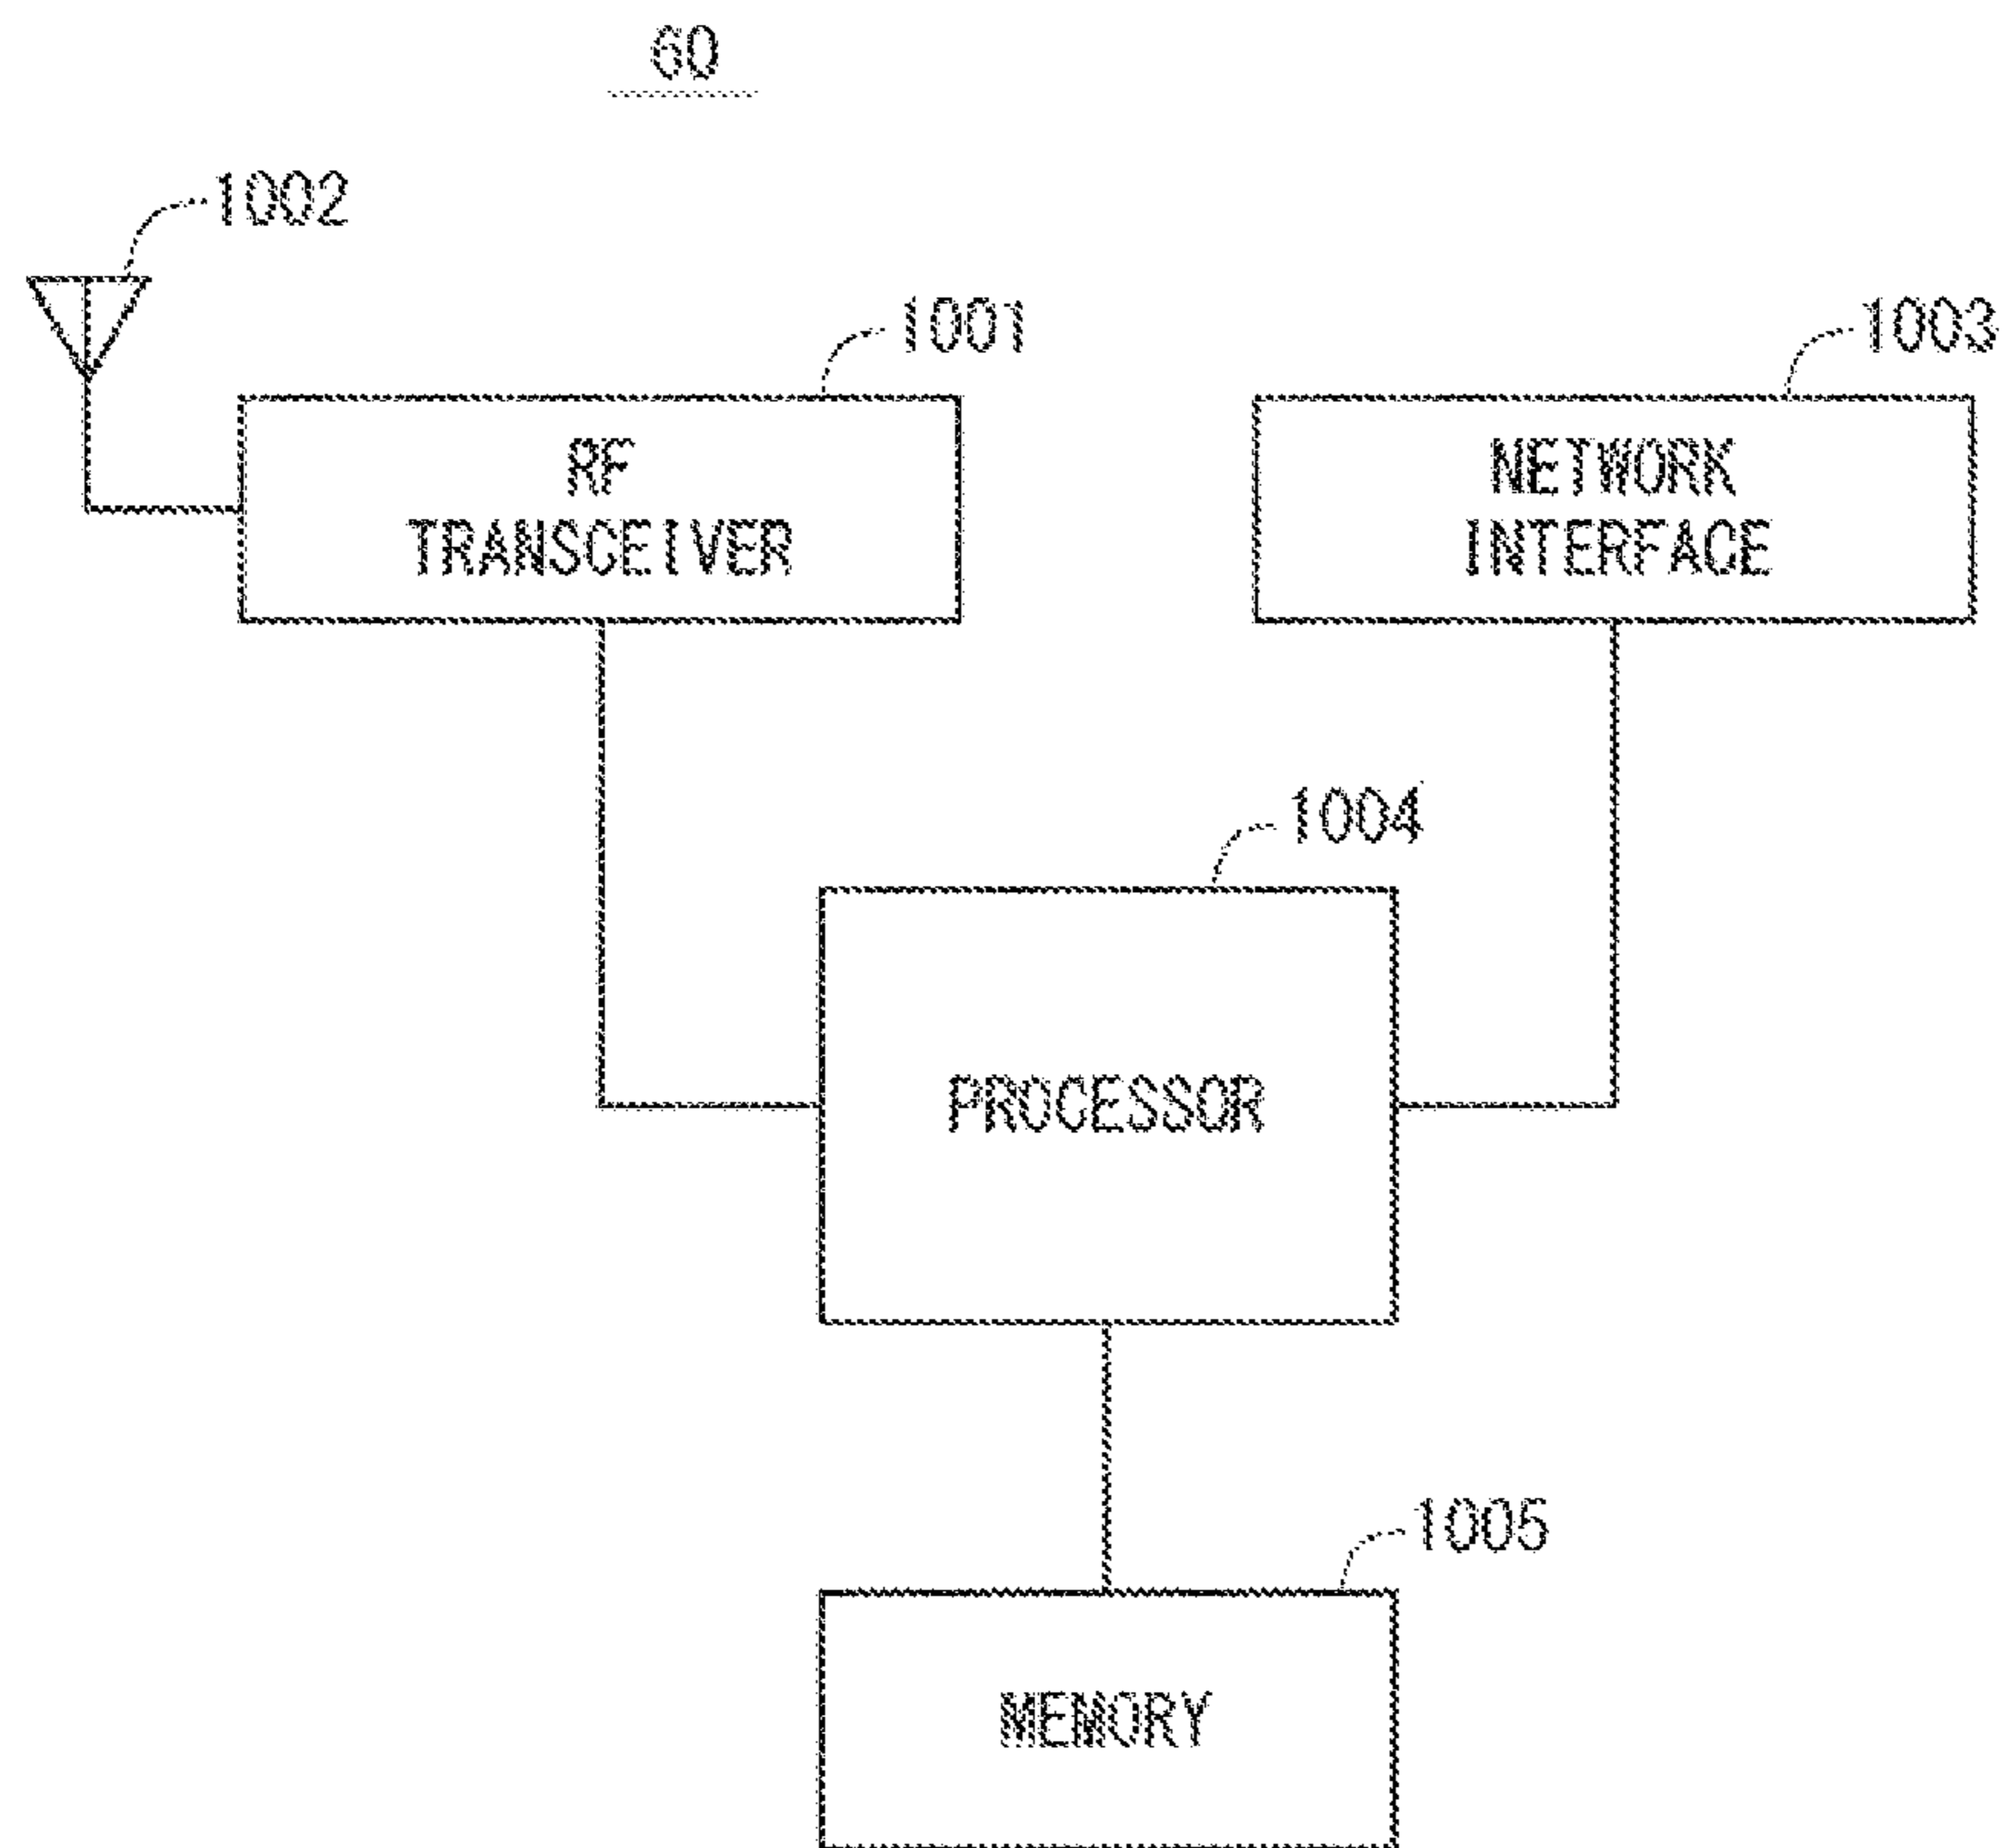 60
1002
1001
1003
RF
TRANSCEIVER
NETWORK
INTERFACE
1004
PROCESSOR
1005
MEMORY